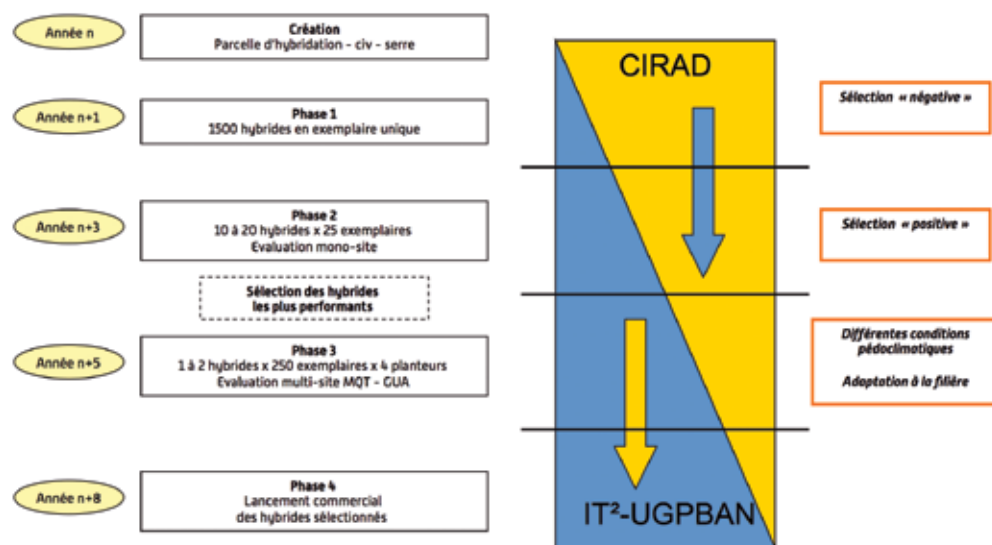 Année n
Création
Parcelle d'hybridation - civ - serre
CIRAD
Sélection « négative »
Année n+1
Phase 1
1500 hybrides en exemplaire unique
Année n+3
Phase 2
10 à 20 hybrides x 25 exemplaires
Evaluation mono-site
Sélection « positive »
Sélection des hybrides
les plus performants
Année n+5
Phase 3
1 à 2 hybrides x 250 exemplaires x 4 planteurs
Evaluation multi-site MQT - GUA
Différentes conditions
pédoclimatiques
Adaptation à la filière
Année n+8
Phase 4
Lancement commercial
des hybrides sélectionnés
IT²-UGPBAN